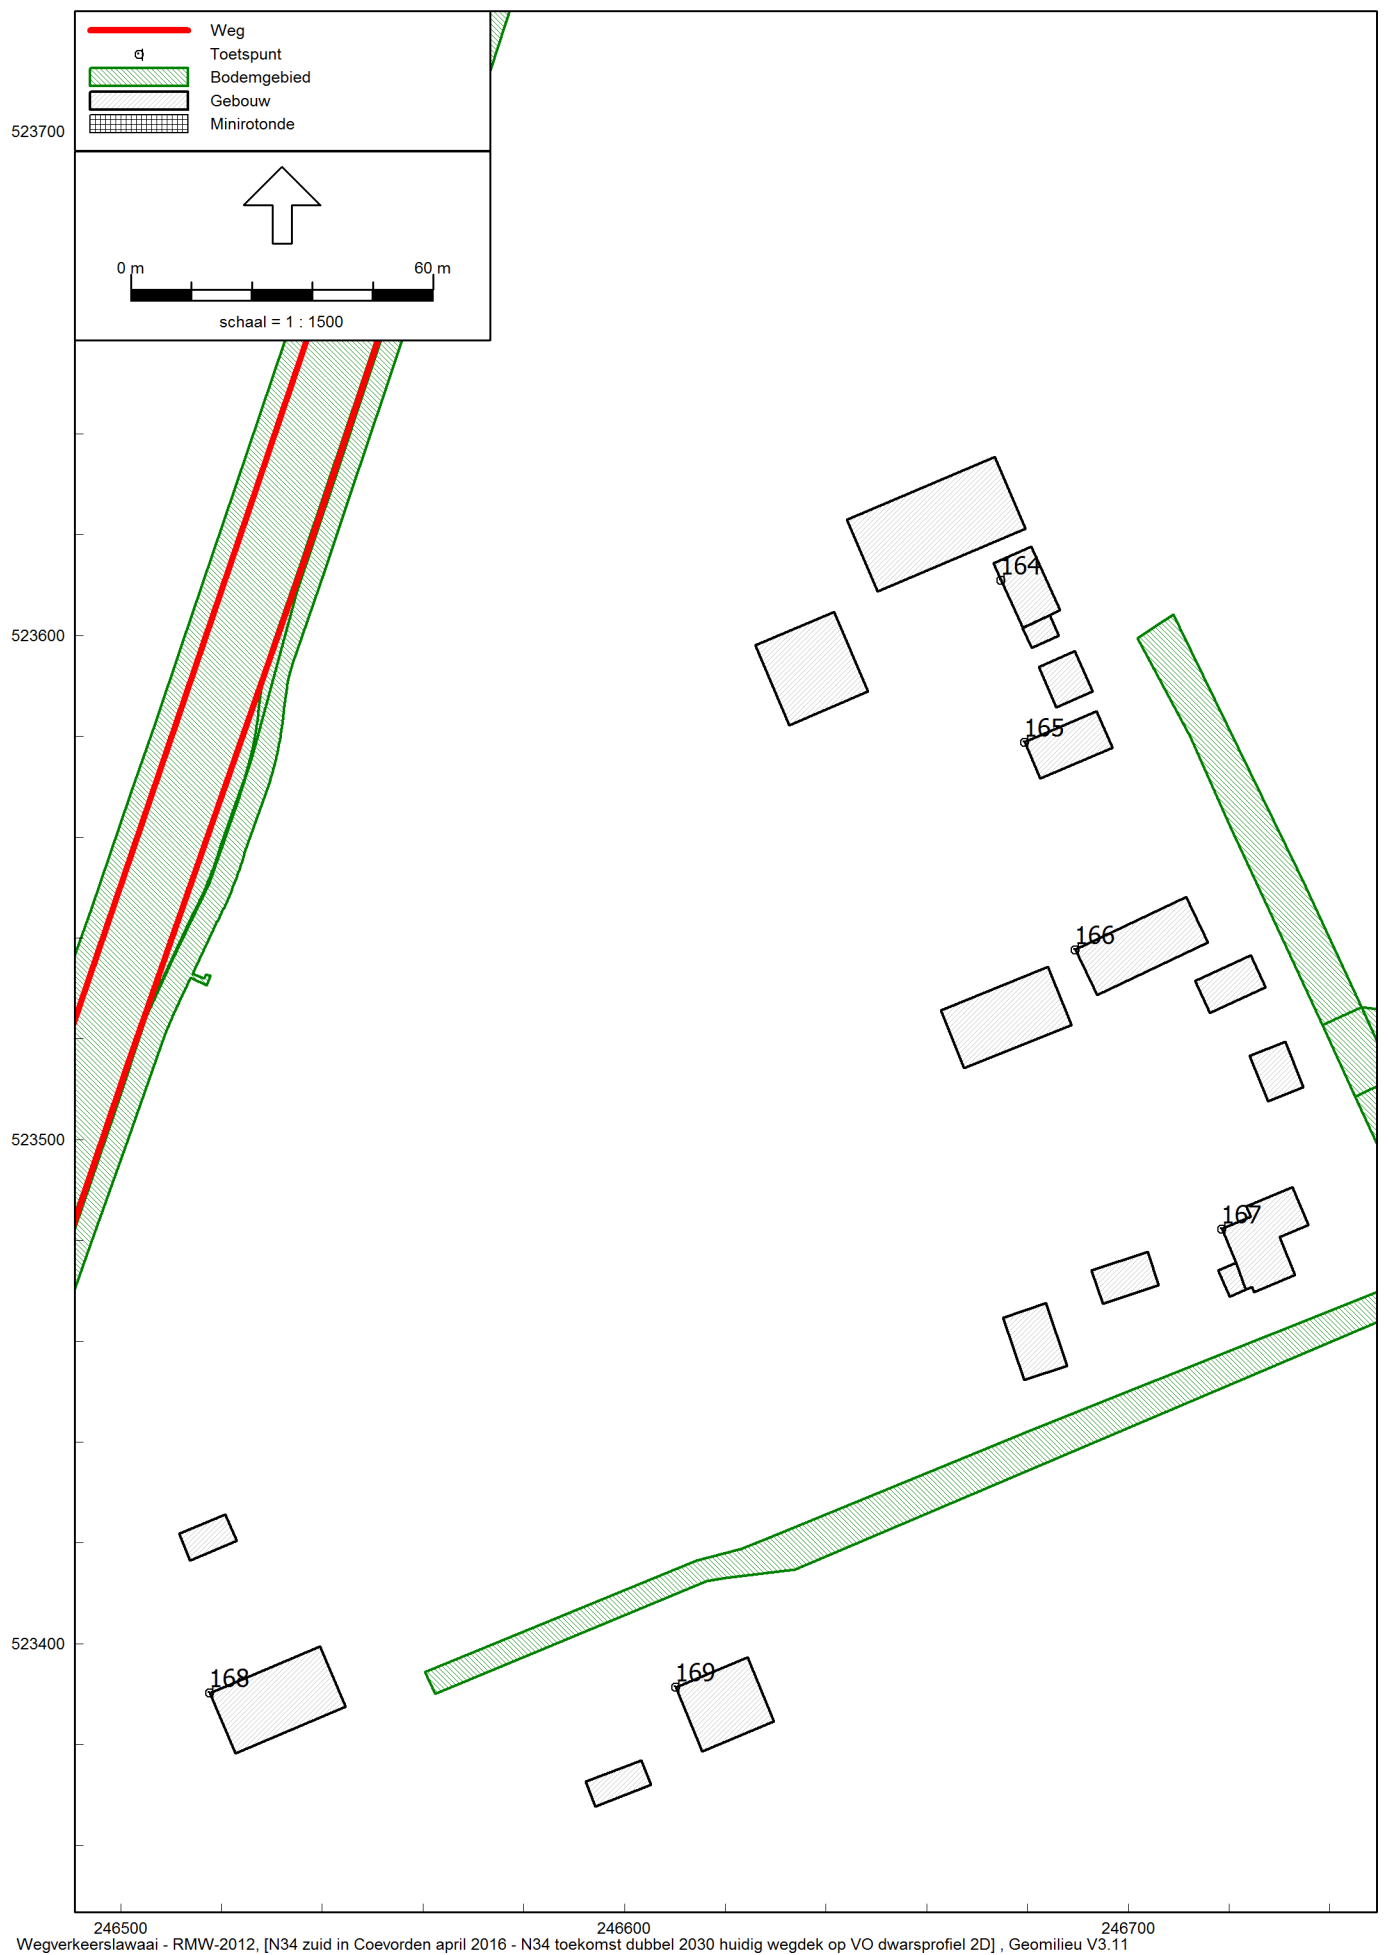 Weg
Toetspunt
Bodemgebied
Gebouw
Minirotonde
523700
0 m 60 m
schaal = 1 : 1500
164
523600
165
166
523500
167
523400
168
169
246500 246600 246700
Wegverkeerslawaai - RMW-2012, [N34 zuid in Coevorden april 2016 - N34 toekomst dubbel 2030 huidig wegdek op VO dwarsprofiel 2D] , Geomilieu V3.11